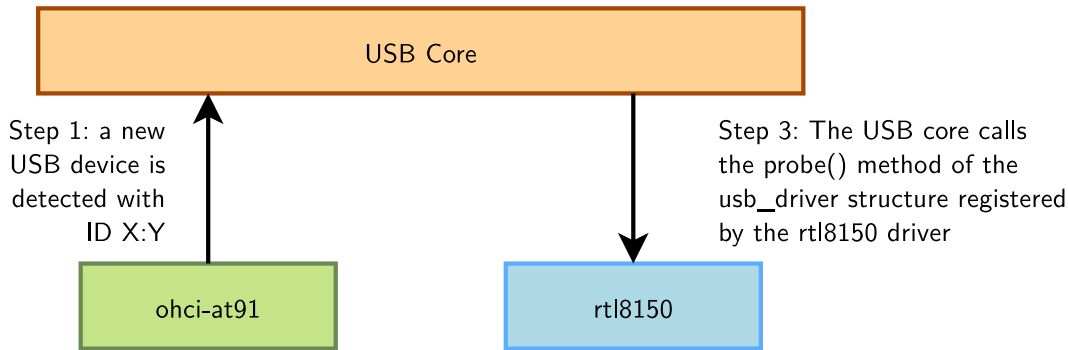 USB Core
Step 1: a new
USB device is
detected with
ID X:Y
Step 3: The USB core calls
the probe() method of the
usb_driver structure registered
by the rtl8150 driver
ohci-at91
rtl8150